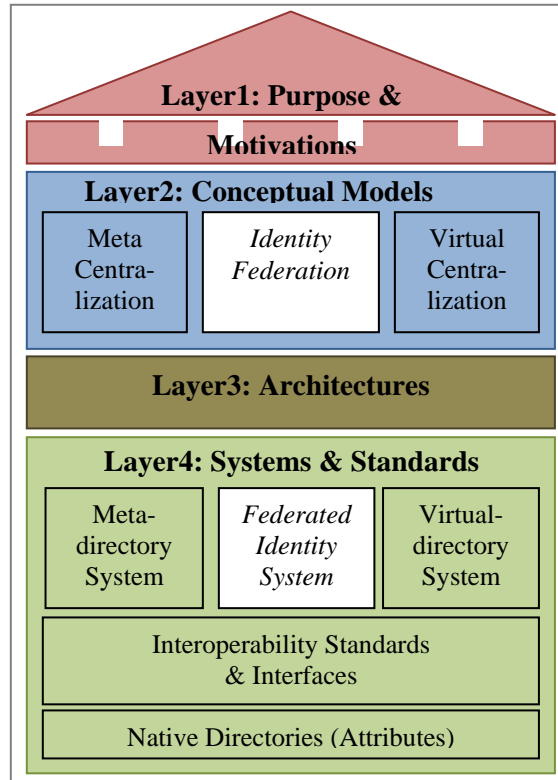 Layer1: Purpose &
Motivations
Layer2: Conceptual Models
Meta
Centra-
lization
Identity
Federation
Virtual
Centra-
lization
Layer3: Architectures
Layer4: Systems & Standards
Meta-
directory
System
Federated
Identity
System
Virtual-
directory
System
Interoperability Standards
& Interfaces
Native Directories (Attributes)